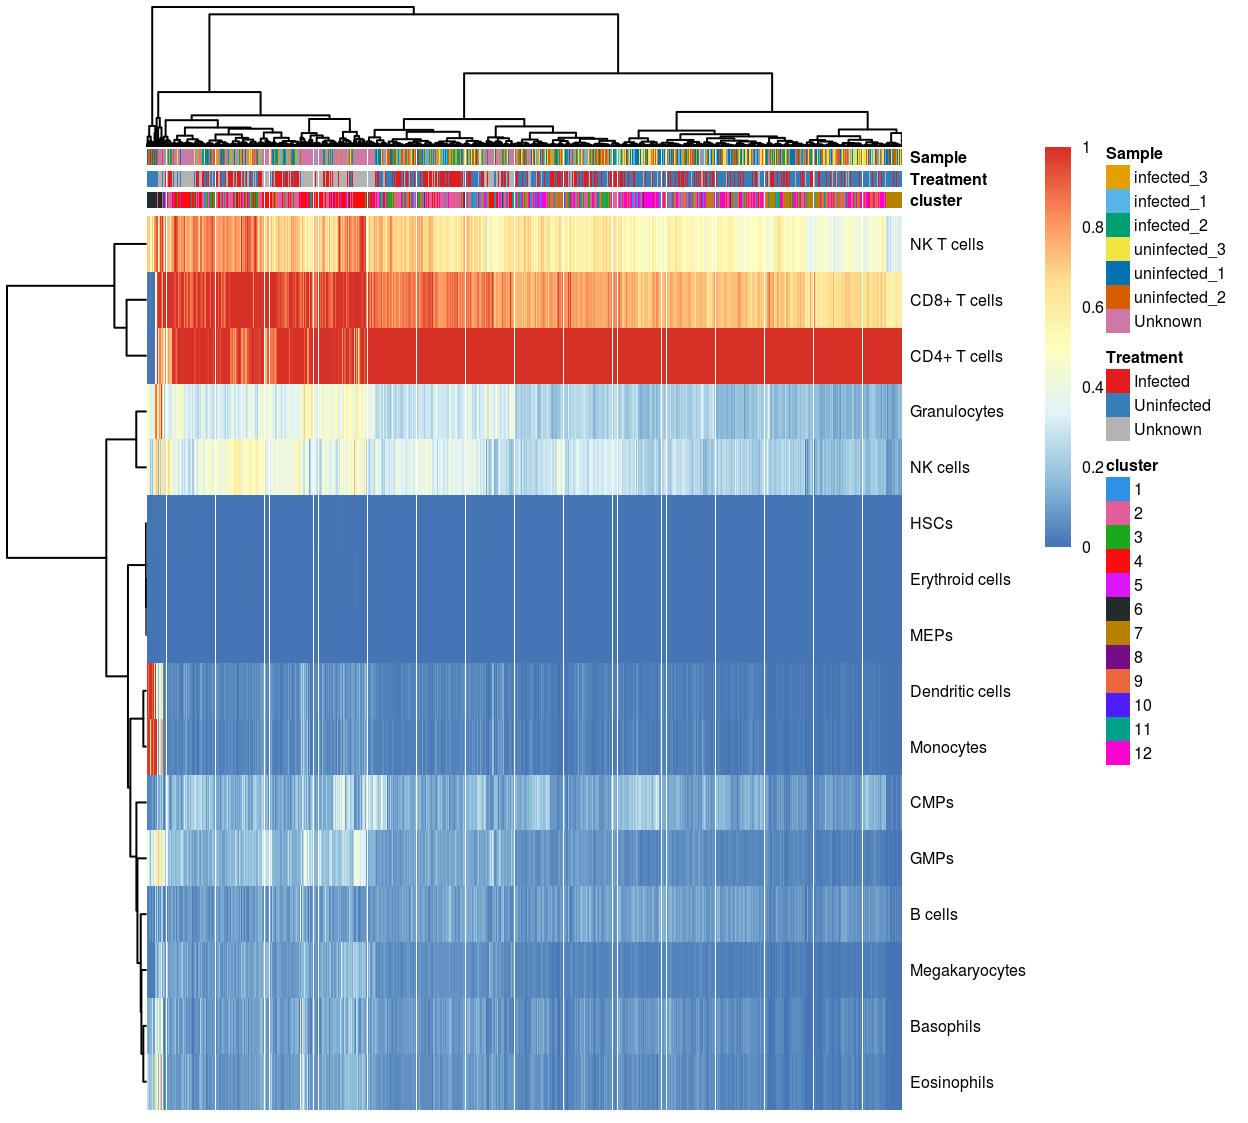 Sample
Treatment
cluster
NK T cells
CD8+ T cells
CD4+ T cells
Granulocytes
NK cells
HSCs
Erythroid cells
MEPs
Dendritic cells
Monocytes
CMPs
GMPs
B cells
Megakaryocytes
Basophils
Eosinophils
1
0.8
0.6
0.4
0.2
0
Sample
infected_3
infected_1
infected_2
uninfected_3
uninfected_1
uninfected_2
Unknown
Treatment
Infected
Uninfected
Unknown
cluster
1
2
3
4
5
6
7
8
9
10
11
12